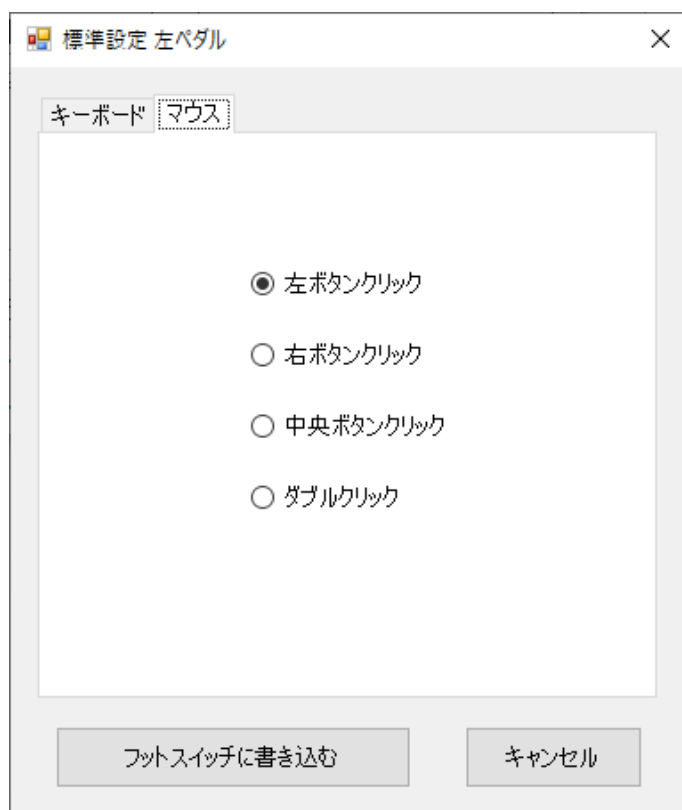 標準設定 左ペダル
キーボード マウス
左ボタンクリック
右ボタンクリック
中央ボタンクリック
ダブルクリック
フットスイッチに書き込む キャンセル